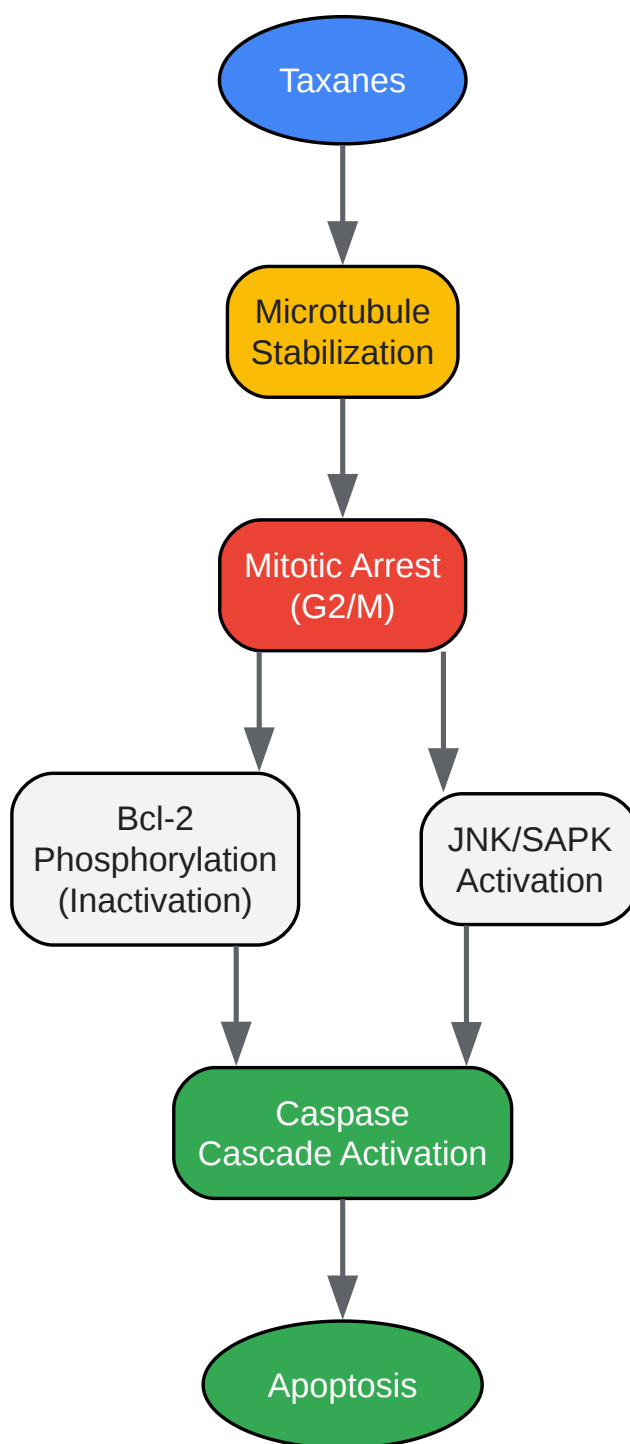 Taxanes
Microtubule
Stabilization
Mitotic Arrest
(G2/M)
Bcl-2
Phosphorylation
(Inactivation)
JNK/SAPK
Activation
Caspase
Cascade Activation
Apoptosis